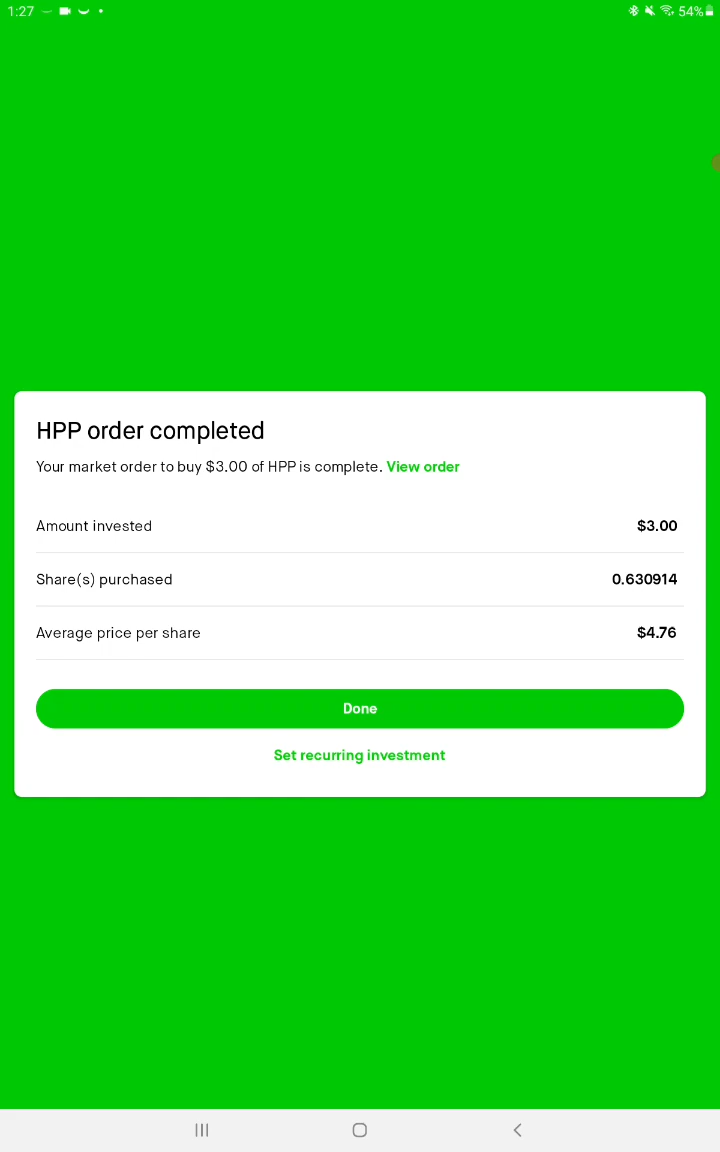 1:27 54%
HPP order completed
Your market order to buy $3.00 of HPP is complete. View order
Amount invested $3.00
Share(s) purchased 0.630914
Average price per share $4.76
Done
Set recurring investment